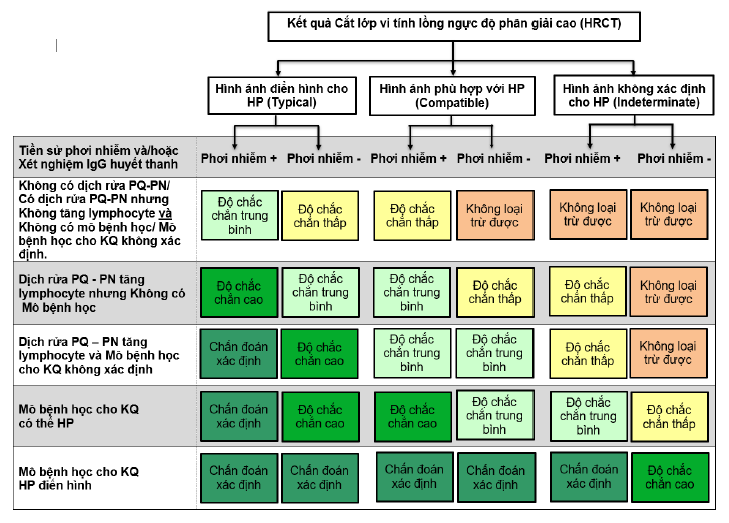 Kết quả Cắt lớp vi tính lồng ngực độ phân giải cao (HRCT)
Hình ảnh điển hình cho
HP (Typical)
Hình ảnh phù hợp với HP
(Compatible)
Hình ảnh không xác định
cho HP (Indeterminate)
Tiền sử phơi nhiễm và/hoặc
Xét nghiệm IgG huyết thanh
Phơi nhiễm +
Phơi nhiễm -
Phơi nhiễm +
Phơi nhiễm -
Phơi nhiễm +
Phơi nhiễm -
Không có dịch rửa PQ-PN/
Có dịch rửa PQ-PN nhưng
Không tăng lymphocyte và
Không có mô bệnh học/ Mô
bệnh học cho KQ không xác
định.
Độ chắc
chắn trung
bình
Độ chắc
chắn thấp
Độ chắc
chắn thấp
Không loại
trừ được
Không loại
trừ được
Không loại
trừ được
Dịch rửa PQ - PN tăng
lymphocyte nhưng Không có
Mô bệnh học
Độ chắc
chắn cao
Độ chắc
chắn trung
bình
Độ chắc
chắn trung
bình
Độ chắc
chắn thấp
Độ chắc
chắn thấp
Không loại
trừ được
Dịch rửa PQ – PN tăng
lymphocyte và Mô bệnh học
cho KQ không xác định
Chẩn đoán
xác định
Độ chắc
chắn cao
Độ chắc
chắn trung
bình
Độ chắc
chắn trung
bình
Độ chắc
chắn thấp
Không loại
trừ được
Mô bệnh học cho KQ
có thể HP
Chẩn đoán
xác định
Độ chắc
chắn cao
Độ chắc
chắn cao
Độ chắc
chắn trung
bình
Độ chắc
chắn trung
bình
Độ chắc
chắn thấp
Mô bệnh học cho KQ
HP điển hình
Chẩn đoán
xác định
Chẩn đoán
xác định
Chẩn đoán
xác định
Chẩn đoán
xác định
Chẩn đoán
xác định
Độ chắc
chắn cao